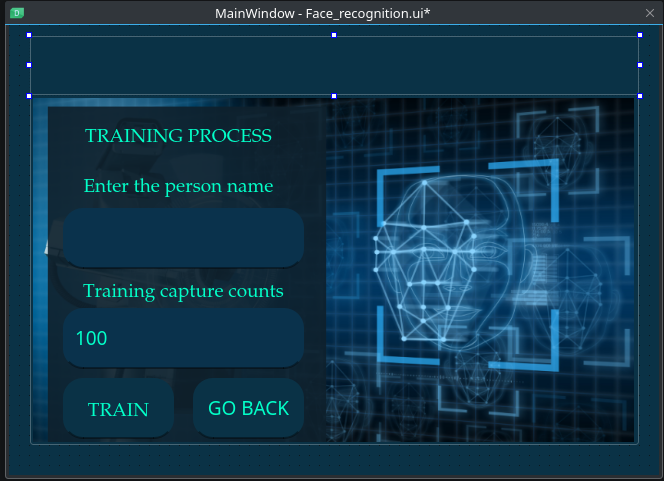 MainWindow - Face_recognition.ui*
TRAINING PROCESS
Enter the person name
Training capture counts
100
TRAIN
GO BACK